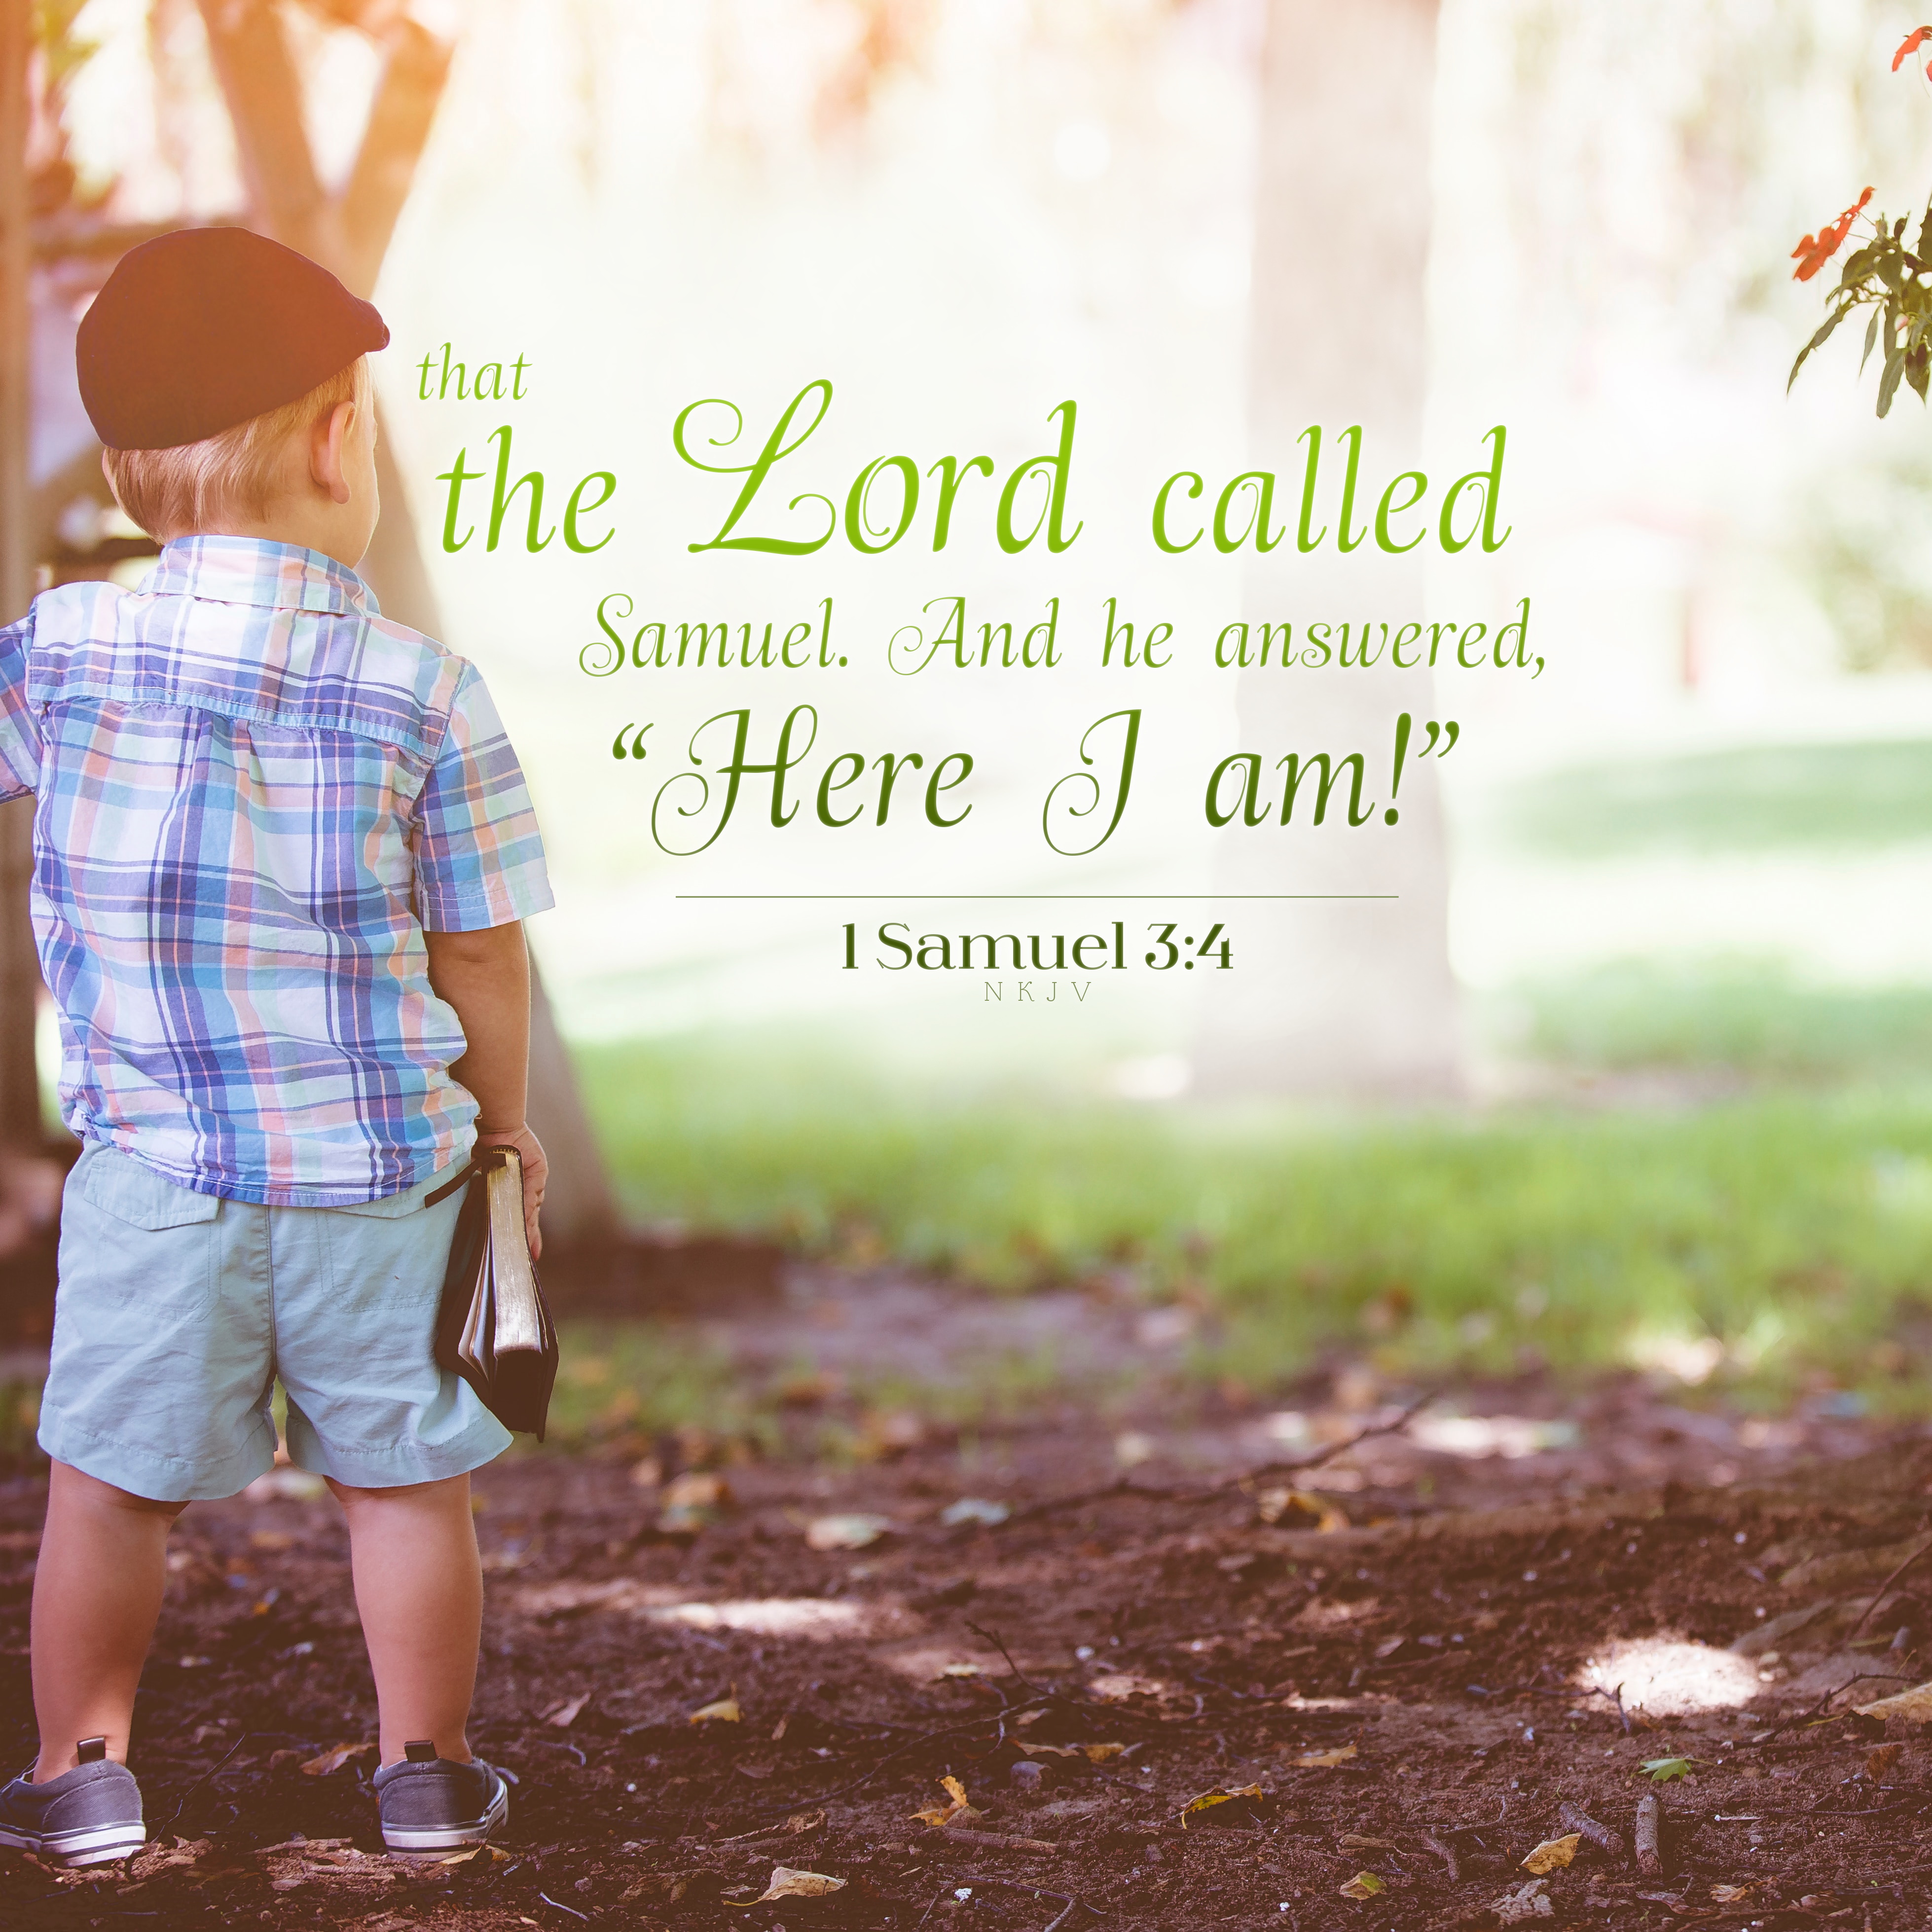 that
the Lord called
Samuel. And he answered,
“Here I am!”
1 Samuel 3:4
NKJV